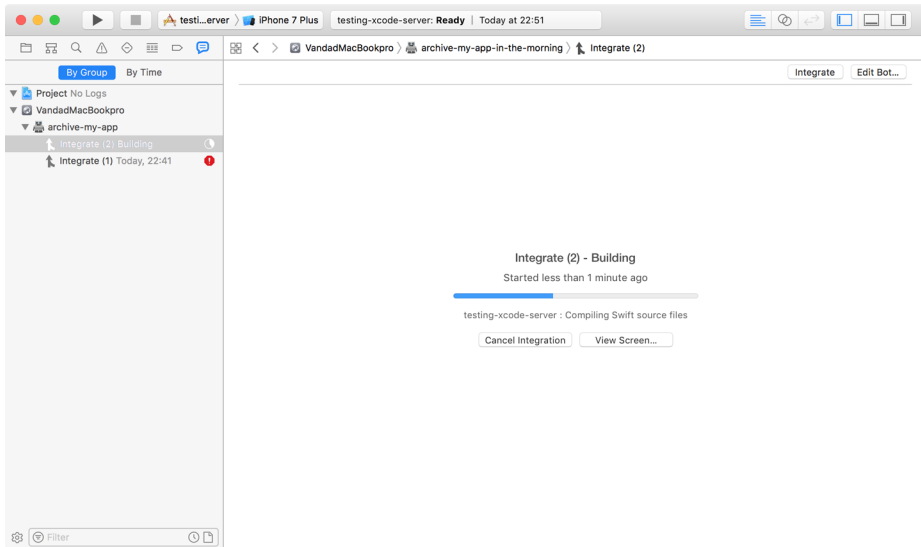 testi...erver iPhone 7 Plus testing-xcode-server: Ready | Today at 22:51
VandadMacBookpro archive-my-app-in-the-morning Integrate (2)
By Group By Time
Integrate Edit Bot...
Project No Logs
VandadMacBookpro
archive-my-app
Integrate (2) Building
Integrate (1) Today, 22:41
Integrate (2) - Building
Started less than 1 minute ago
testing-xcode-server : Compiling Swift source files
Cancel Integration View Screen...
Filter